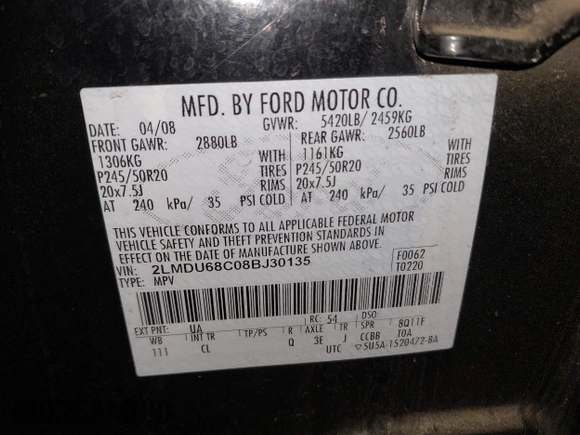 MFD. BY FORD MOTOR CO.
DATE: 04/08 GVWR: 5420LB/ 2459KG
FRONT GAWR: 2880LB REAR GAWR: 2560LB
1306KG WITH 1161KG WITH
P245/50R20 TIRES P245/50R20 TIRES
20x7.5J RIMS 20x7.5J RIMS
AT 240 kPa/ 35 PSI COLD AT 240 kPa/ 35 PSI COLD
THIS VEHICLE CONFORMS TO ALL APPLICABLE FEDERAL MOTOR
VEHICLE SAFETY AND THEFT PREVENTION STANDARDS IN
EFFECT ON THE DATE OF MANUFACTURE SHOWN ABOVE.
VIN: 2LMDU68C08BJ30135 F0062
TYPE: MPV T0220
EXT PNT: UA RC: 54 DSO:
WB INT TR TP/PS R AXLE TR SPR 8Q11F
111 CL Q 3E J CCBB T0A
UTC ▽5U5A-1520472-BA